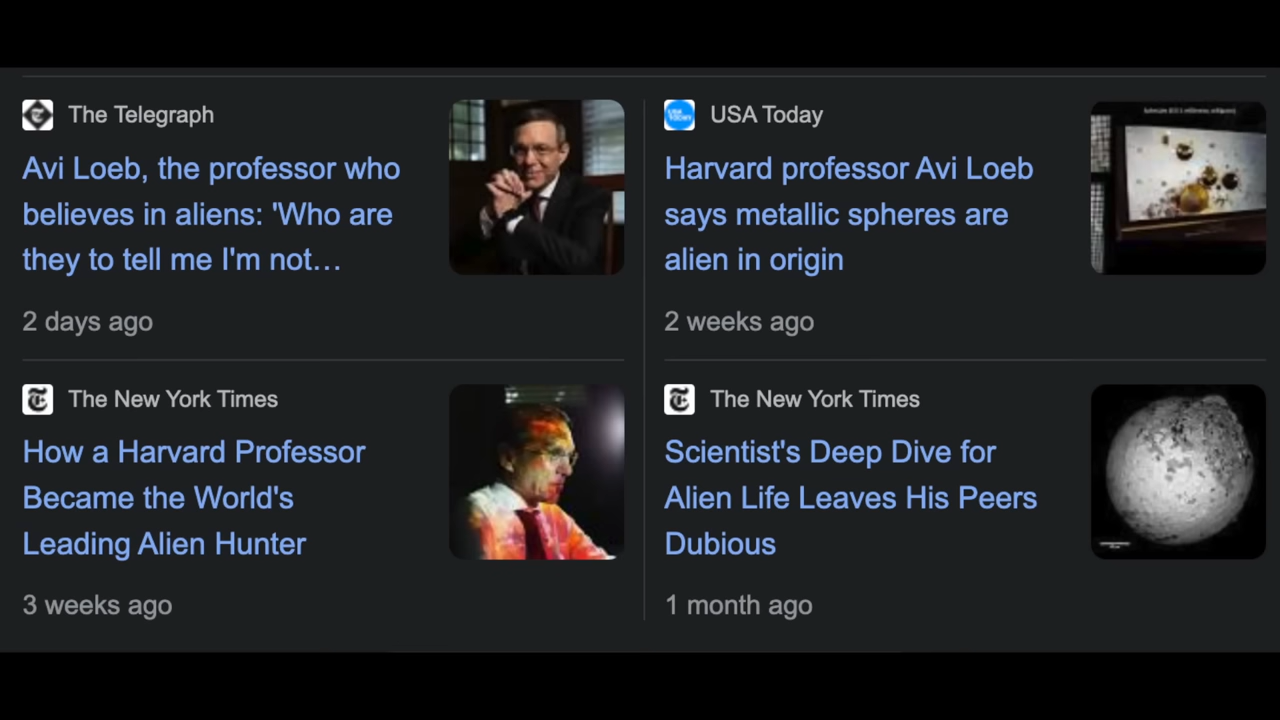 The Telegraph
Avi Loeb, the professor who
believes in aliens: 'Who are
they to tell me I'm not…
2 days ago
USA Today
Harvard professor Avi Loeb
says metallic spheres are
alien in origin
2 weeks ago
The New York Times
How a Harvard Professor
Became the World's
Leading Alien Hunter
3 weeks ago
The New York Times
Scientist's Deep Dive for
Alien Life Leaves His Peers
Dubious
1 month ago